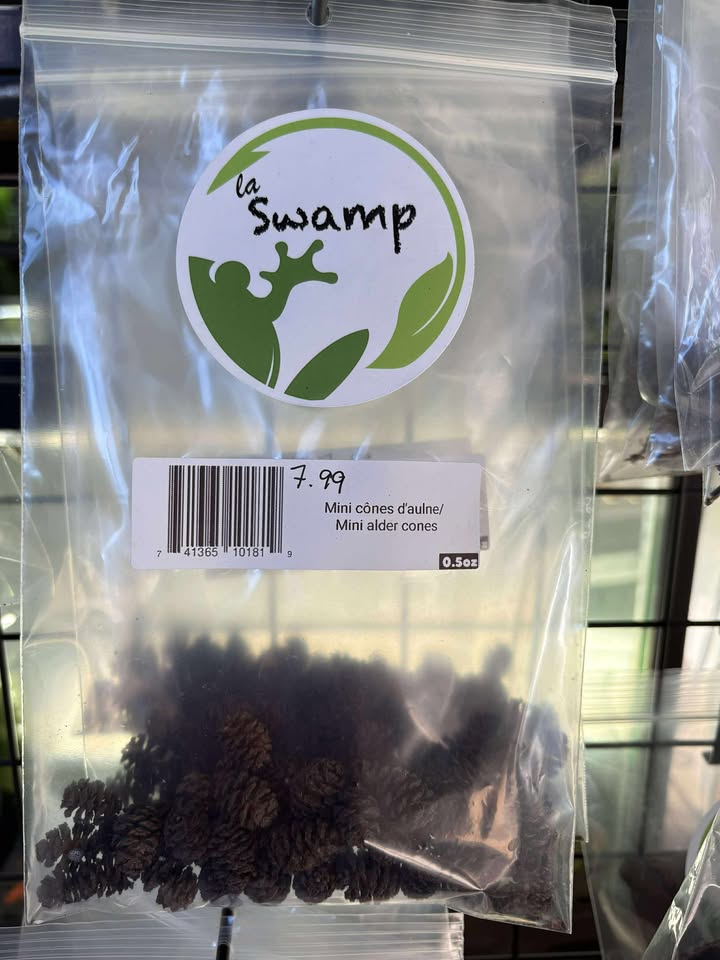 la
Swamp
7.99
Mini cônes d'aulne/
Mini alder cones
7 41365 10181 9
0.5oz